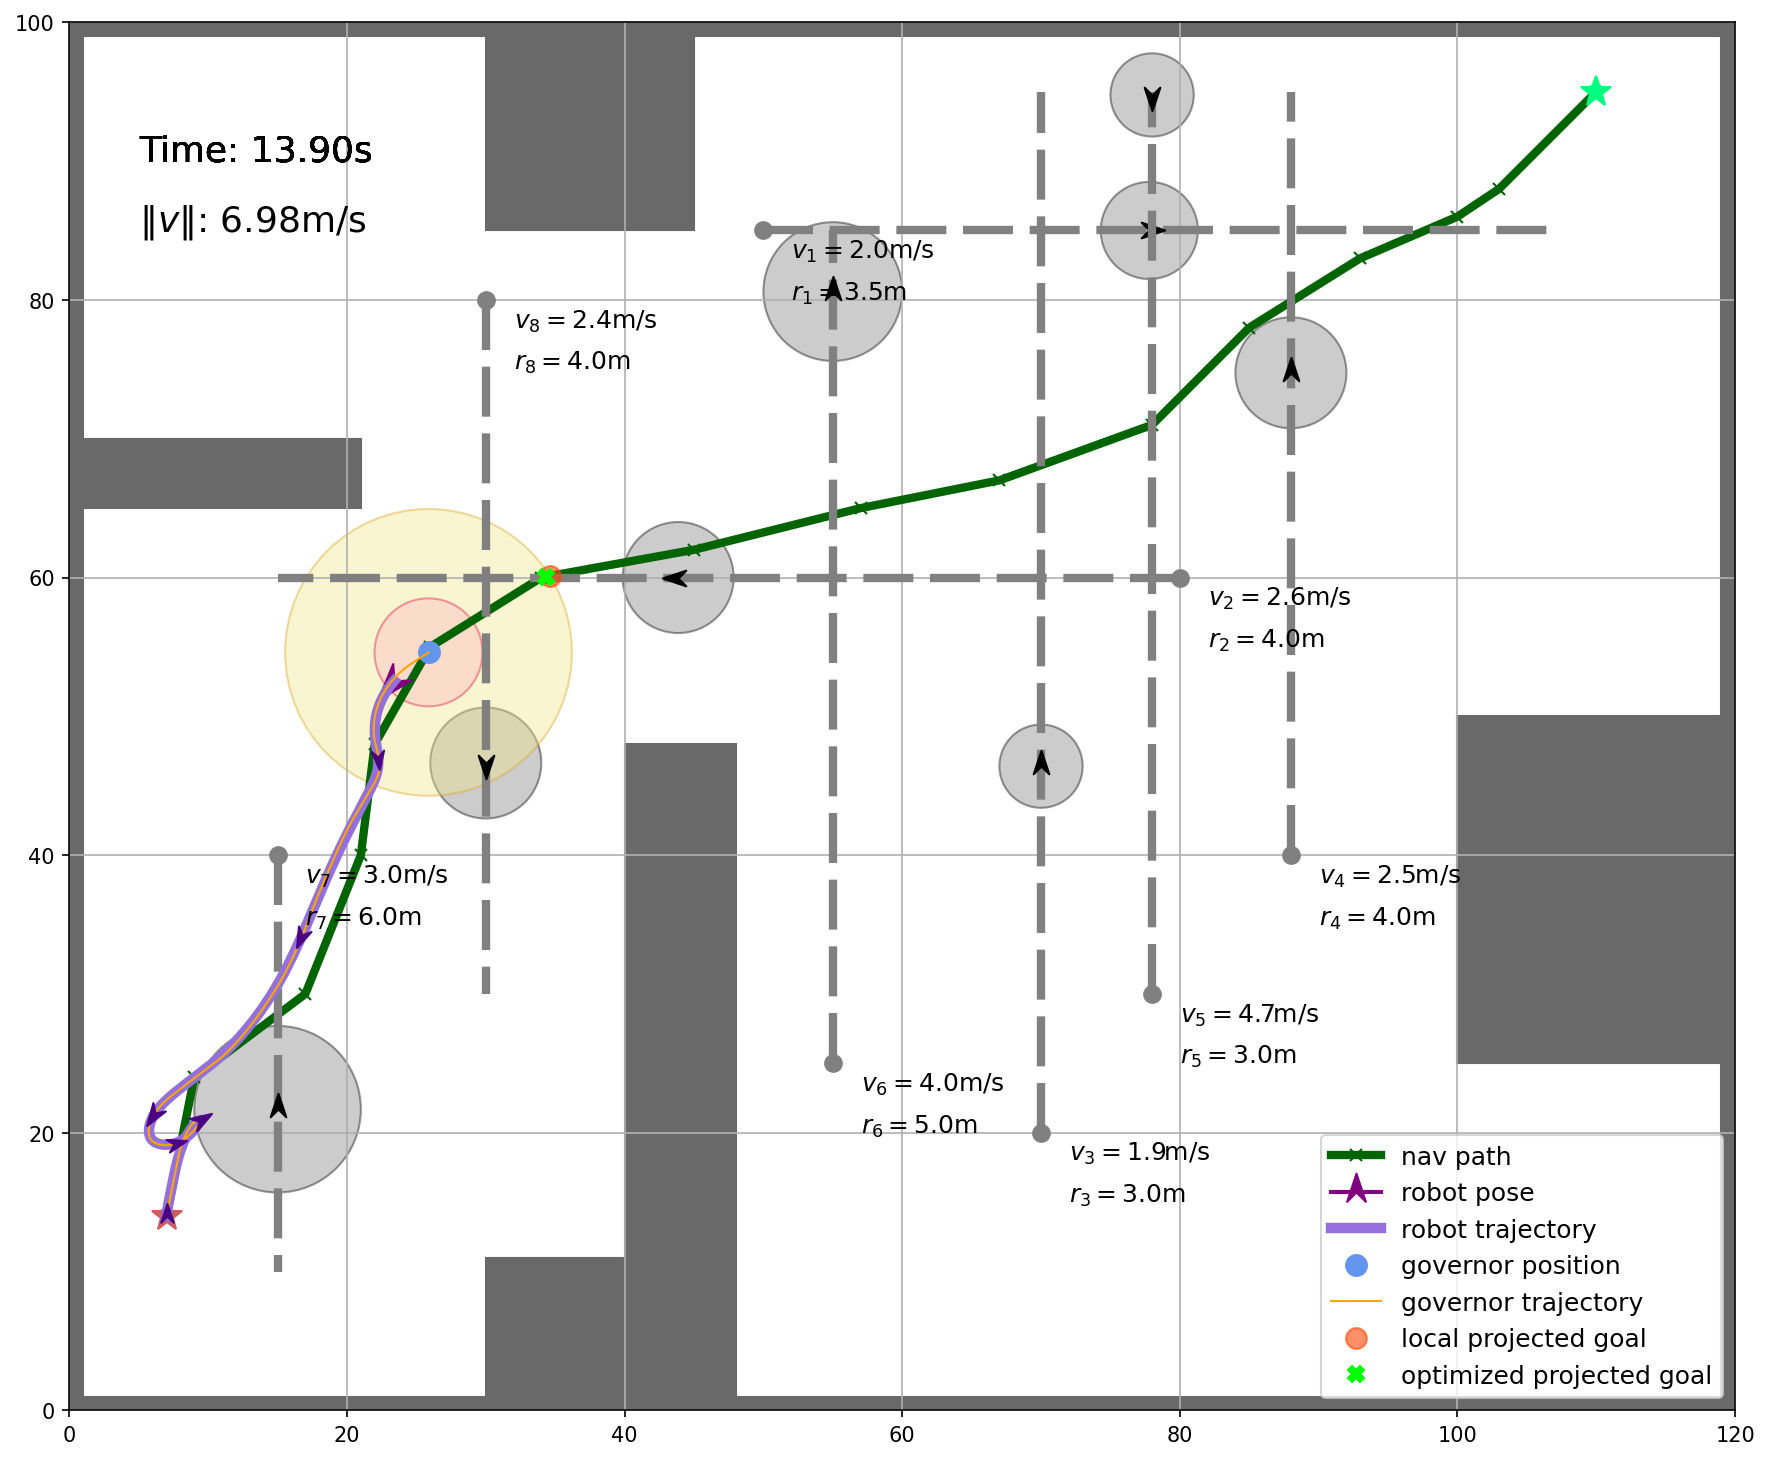 100
80
60
40
20
0
0
20
40
60
80
100
120
Time: 13.90s
‖v‖: 6.98m/s
v₁ = 2.0m/s
r₁ = 3.5m
v₈ = 2.4m/s
r₈ = 4.0m
v₂ = 2.6m/s
r₂ = 4.0m
v₇ = 3.0m/s
r₇ = 6.0m
v₄ = 2.5m/s
r₄ = 4.0m
v₅ = 4.7m/s
r₅ = 3.0m
v₆ = 4.0m/s
r₆ = 5.0m
v₃ = 1.9m/s
r₃ = 3.0m
nav path
robot pose
robot trajectory
governor position
governor trajectory
local projected goal
optimized projected goal